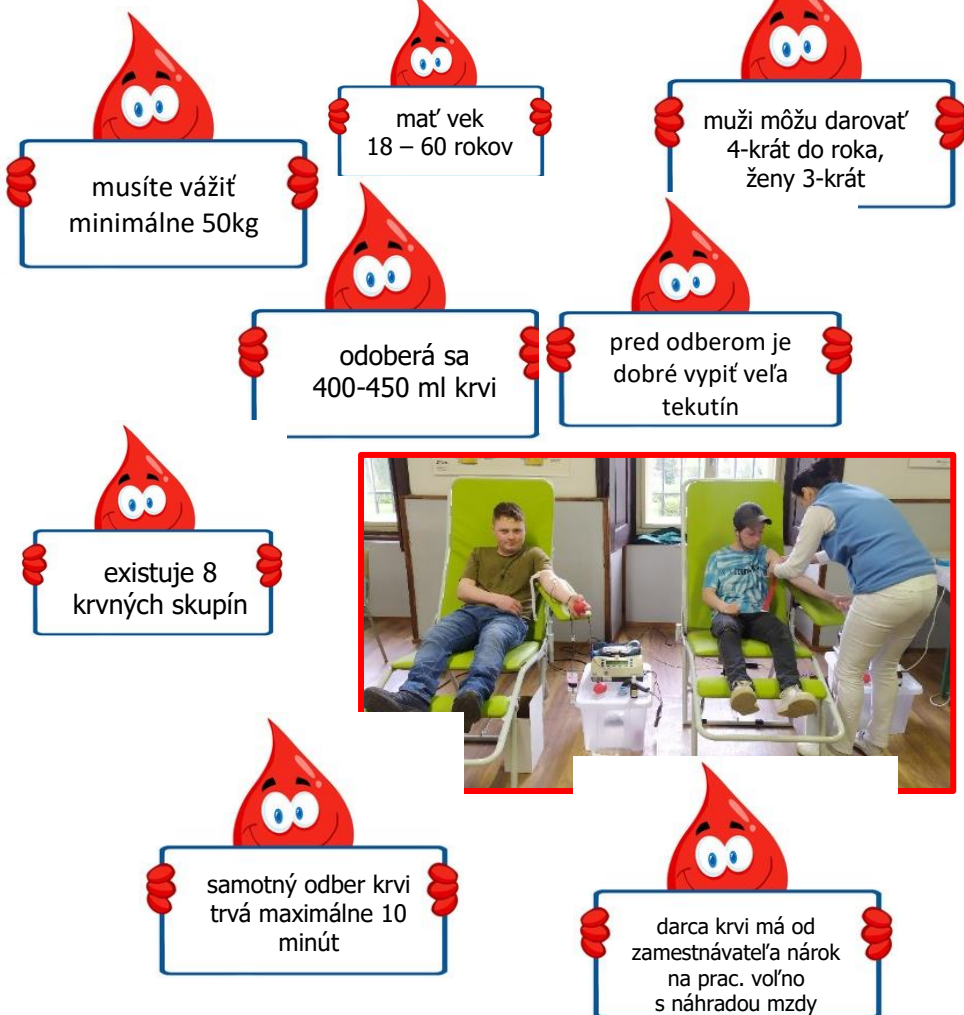 musíte vážiť
minimálne 50kg
mať vek
18 – 60 rokov
muži môžu darovať
4-krát do roka,
ženy 3-krát
odoberá sa
400-450 ml krvi
pred odberom je
dobré vypiť veľa
tekutín
existuje 8
krvných skupín
samotný odber krvi
trvá maximálne 10
minút
darca krvi má od
zamestnávateľa nárok
na prac. voľno
s náhradou mzdy